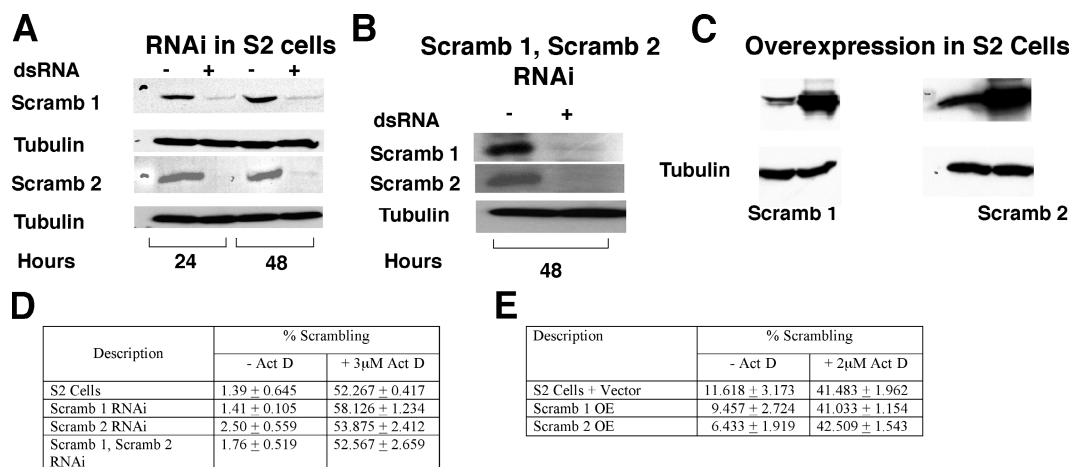 A
RNAi in S2 cells
dsRNA - + - +
Scramb 1
Tubulin
Scramb 2
Tubulin
Hours 24 48
B
Scramb 1, Scramb 2
RNAi
dsRNA - +
Scramb 1
Scramb 2
Tubulin
Hours 48
C
Overexpression in S2 Cells
Tubulin
Scramb 1 Scramb 2
D
Description % Scrambling
- Act D + 3μM Act D
S2 Cells 1.39 ± 0.645 52.267 ± 0.417
Scramb 1 RNAi 1.41 ± 0.105 58.126 ± 1.234
Scramb 2 RNAi 2.50 ± 0.559 53.875 ± 2.412
Scramb 1, Scramb 2 1.76 ± 0.519 52.567 ± 2.659
RNAi
E
Description % Scrambling
- Act D + 2μM Act D
S2 Cells + Vector 11.618 ± 3.173 41.483 ± 1.962
Scramb 1 OE 9.457 ± 2.724 41.033 ± 1.154
Scramb 2 OE 6.433 ± 1.919 42.509 ± 1.543